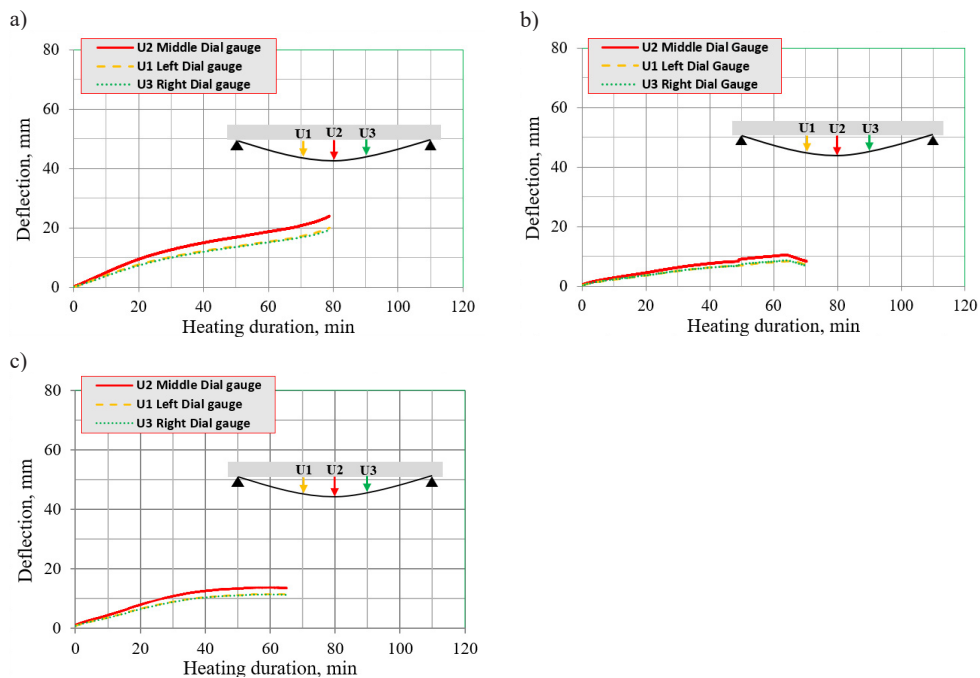 a)
U2 Middle Dial gauge
U1 Left Dial gauge
U3 Right Dial gauge
80
60
40
20
0
Deflection, mm
U1 U2 U3
0 20 40 60 80 100 120
Heating duration, min
b)
U2 Middle Dial Gauge
U1 Left Dial Gauge
U3 Right Dial Gauge
80
60
40
20
0
Deflection, mm
U1 U2 U3
0 20 40 60 80 100 120
Heating duration, min
c)
U2 Middle Dial gauge
U1 Left Dial gauge
U3 Right Dial gauge
80
60
40
20
0
Deflection, mm
U1 U2 U3
0 20 40 60 80 100 120
Heating duration, min